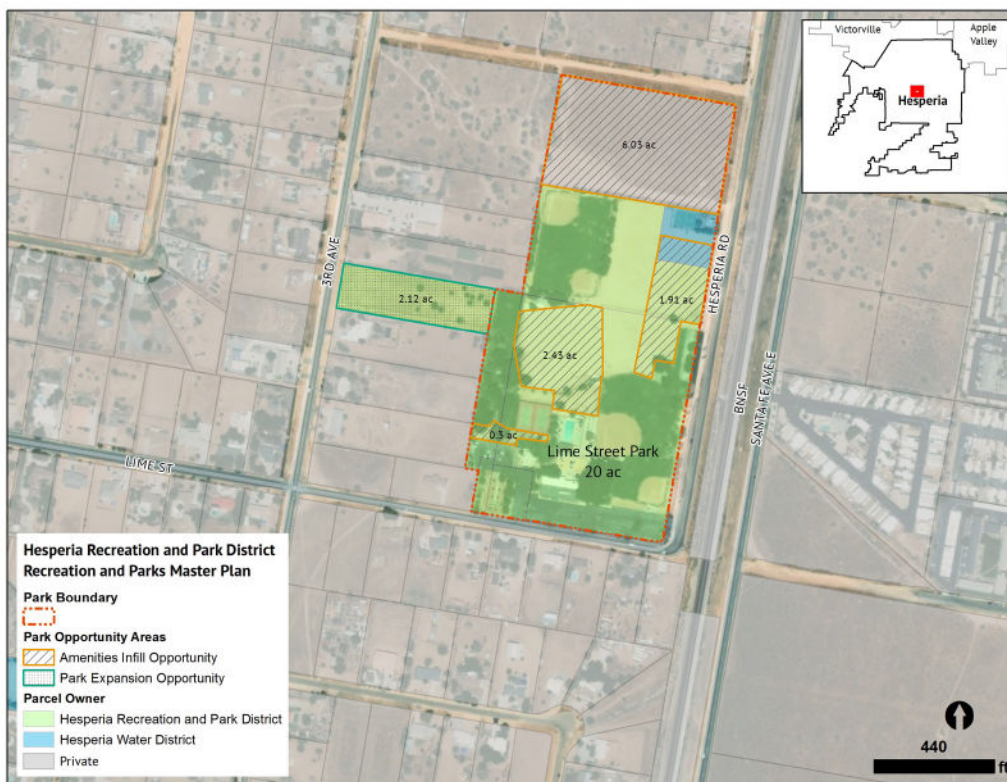 Victorville
Apple
Valley
Hesperia
6.03 ac
3RD AVE
HESPERIA RD
2.12 ac
1.91 ac
2.43 ac
BNSF
SANTA FE AVE E
0.3 ac
Lime Street Park
20 ac
LIME ST
Hesperia Recreation and Park District
Recreation and Parks Master Plan
Park Boundary
Park Opportunity Areas
Amenities Infill Opportunity
Park Expansion Opportunity
Parcel Owner
Hesperia Recreation and Park District
Hesperia Water District
Private
440